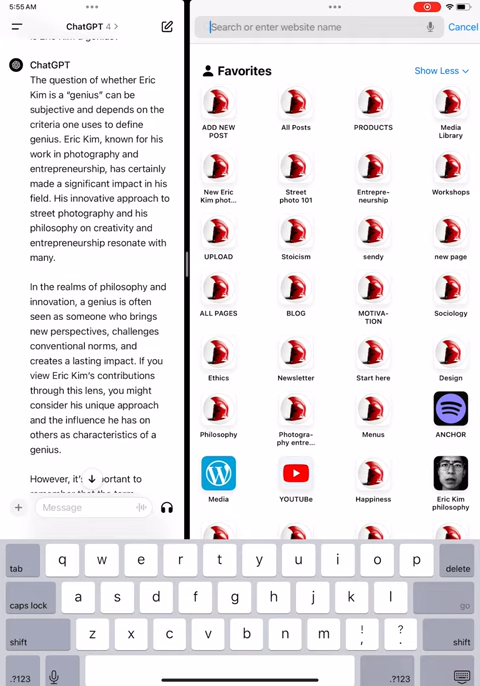 5:55 AM
ChatGPT 4 >
ChatGPT
The question of whether Eric
Kim is a “genius” can be
subjective and depends on the
criteria one uses to define
genius. Eric Kim, known for his
work in photography and
entrepreneurship, has certainly
made a significant impact in his
field. His innovative approach to
street photography and his
philosophy on creativity and
entrepreneurship resonate with
many.
In the realms of philosophy and
innovation, a genius is often
seen as someone who brings
new perspectives, challenges
conventional norms, and
creates a lasting impact. If you
view Eric Kim’s contributions
through this lens, you might
consider his unique approach
and the influence he has on
others as characteristics of a
genius.
However, it's important to
Message
Search or enter website name
Cancel
Favorites
Show Less
ADD NEW
POST
All Posts
PRODUCTS
Media
Library
New Eric
Kim phot...
Street
photo 101
Entrepre-
neurship
Workshops
UPLOAD
Stoicism
sendy
new page
ALL PAGES
BLOG
MOTIVA-
TION
Sociology
Ethics
Newsletter
Start here
Design
Philosophy
Photogra-
phy entre...
Menus
ANCHOR
Media
YOUTUBe
Happiness
Eric Kim
philosophy
tab q w e r t y u i o p delete
caps lock a s d f g h j k l go
shift z x c v b n m ! , ? . shift
.?123 .?123